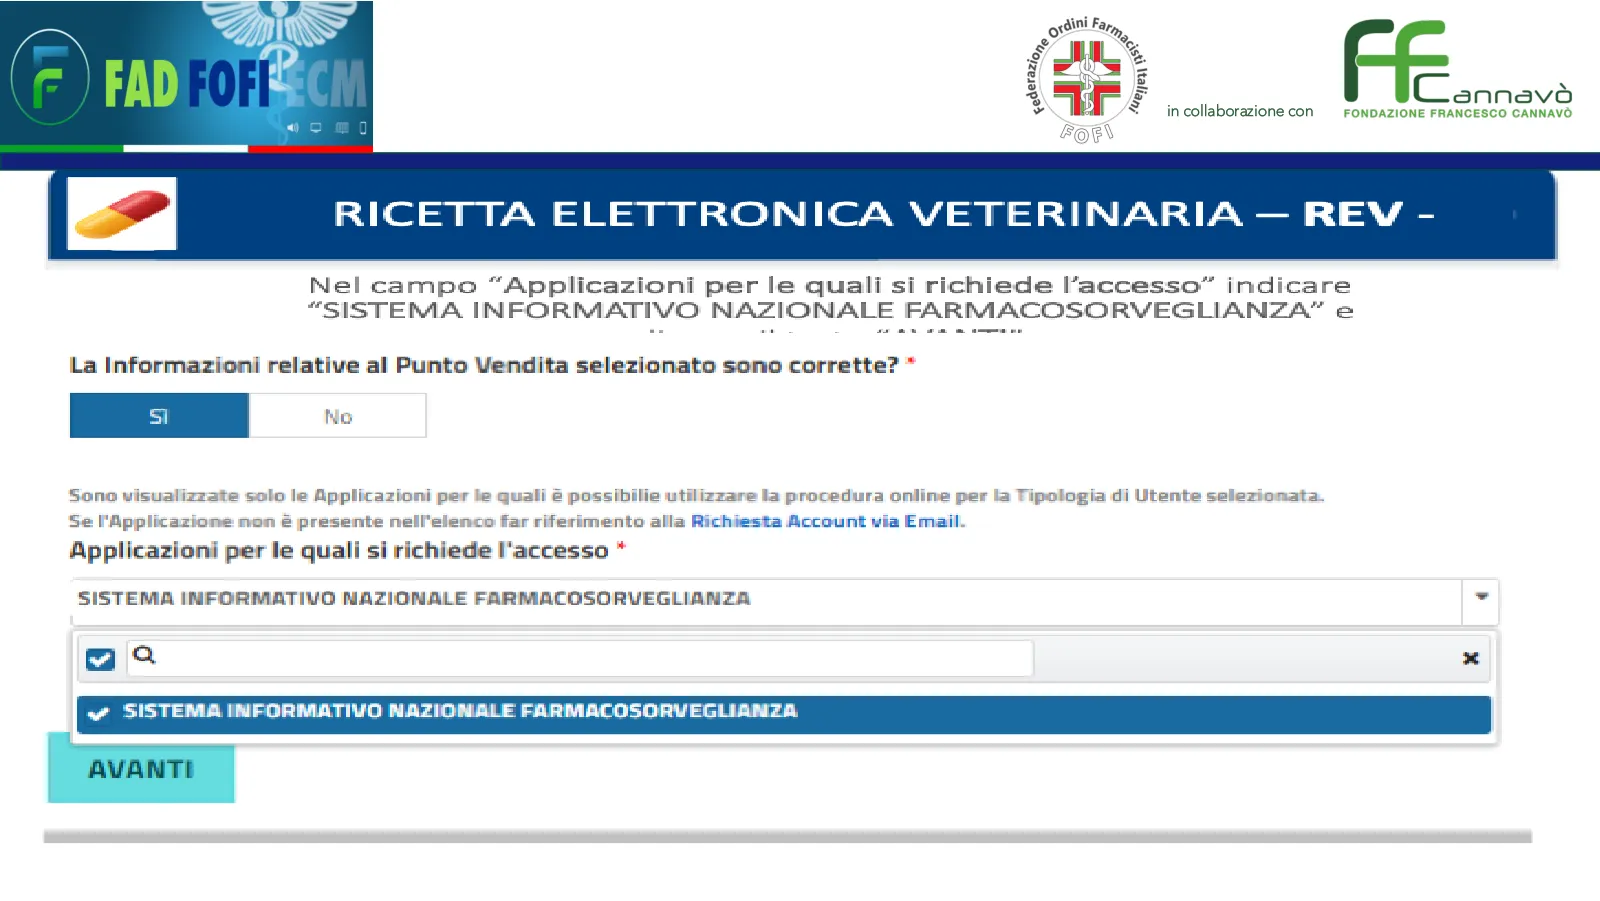 FAD FOFI ECM
Federazione Ordini Farmacisti Italiani
FOFI
in collaborazione con
Cannavò
FONDAZIONE FRANCESCO CANNAVÒ
RICETTA ELETTRONICA VETERINARIA – REV -
Nel campo “Applicazioni per le quali si richiede l’accesso” indicare
“SISTEMA INFORMATIVO NAZIONALE FARMACOSORVEGLIANZA” e
“AVANTI”
La Informazioni relative al Punto Vendita selezionato sono corrette? *
Sì No
Sono visualizzate solo le Applicazioni per le quali è possibilie utilizzare la procedura online per la Tipologia di Utente selezionata.
Se l'Applicazione non è presente nell'elenco far riferimento alla Richiesta Account via Email.
Applicazioni per le quali si richiede l'accesso *
SISTEMA INFORMATIVO NAZIONALE FARMACOSORVEGLIANZA
SISTEMA INFORMATIVO NAZIONALE FARMACOSORVEGLIANZA
AVANTI